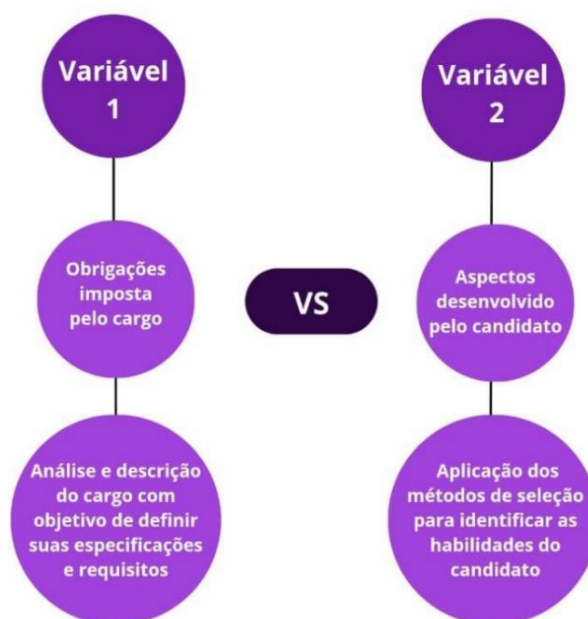 Variável
1
Obrigações
imposta
pelo cargo
Análise e descrição
do cargo com
objetivo de definir
suas especificações
e requisitos
VS
Variável
2
Aspectos
desenvolvido
pelo candidato
Aplicação dos
métodos de seleção
para identificar as
habilidades do
candidato